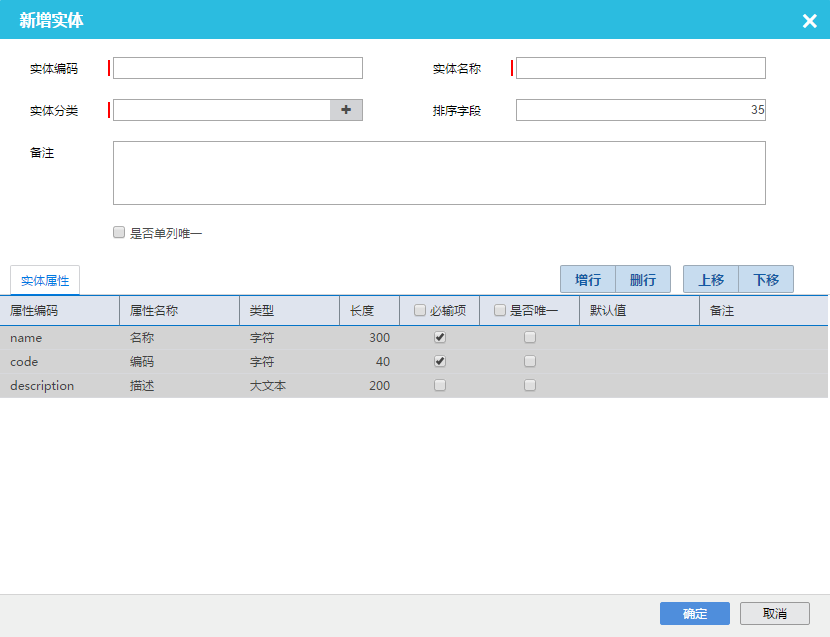 新增实体
实体编码 实体名称
实体分类 排序字段 35
备注
是否单列唯一
实体属性 增行 删行 上移 下移
属性编码 属性名称 类型 长度 必输项 是否唯一 默认值 备注
name 名称 字符 300
code 编码 字符 40
description 描述 大文本 200
确定 取消